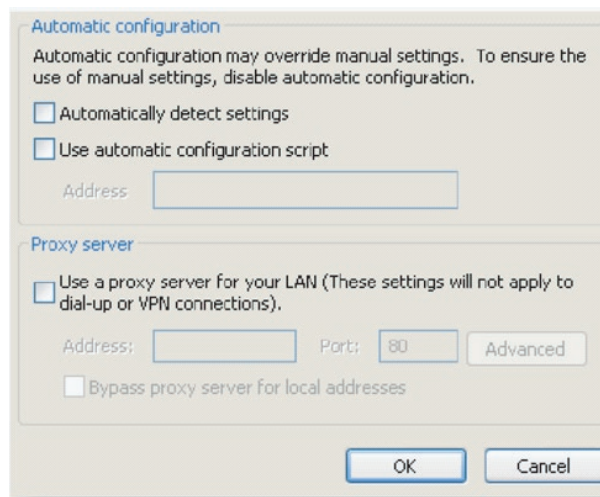 Automatic configuration
Automatic configuration may override manual settings.  To ensure the
use of manual settings, disable automatic configuration.
Automatically detect settings
Use automatic configuration script
Address
Proxy server
Use a proxy server for your LAN (These settings will not apply to
dial-up or VPN connections).
Address:
Port:
80
Advanced
Bypass proxy server for local addresses
OK
Cancel